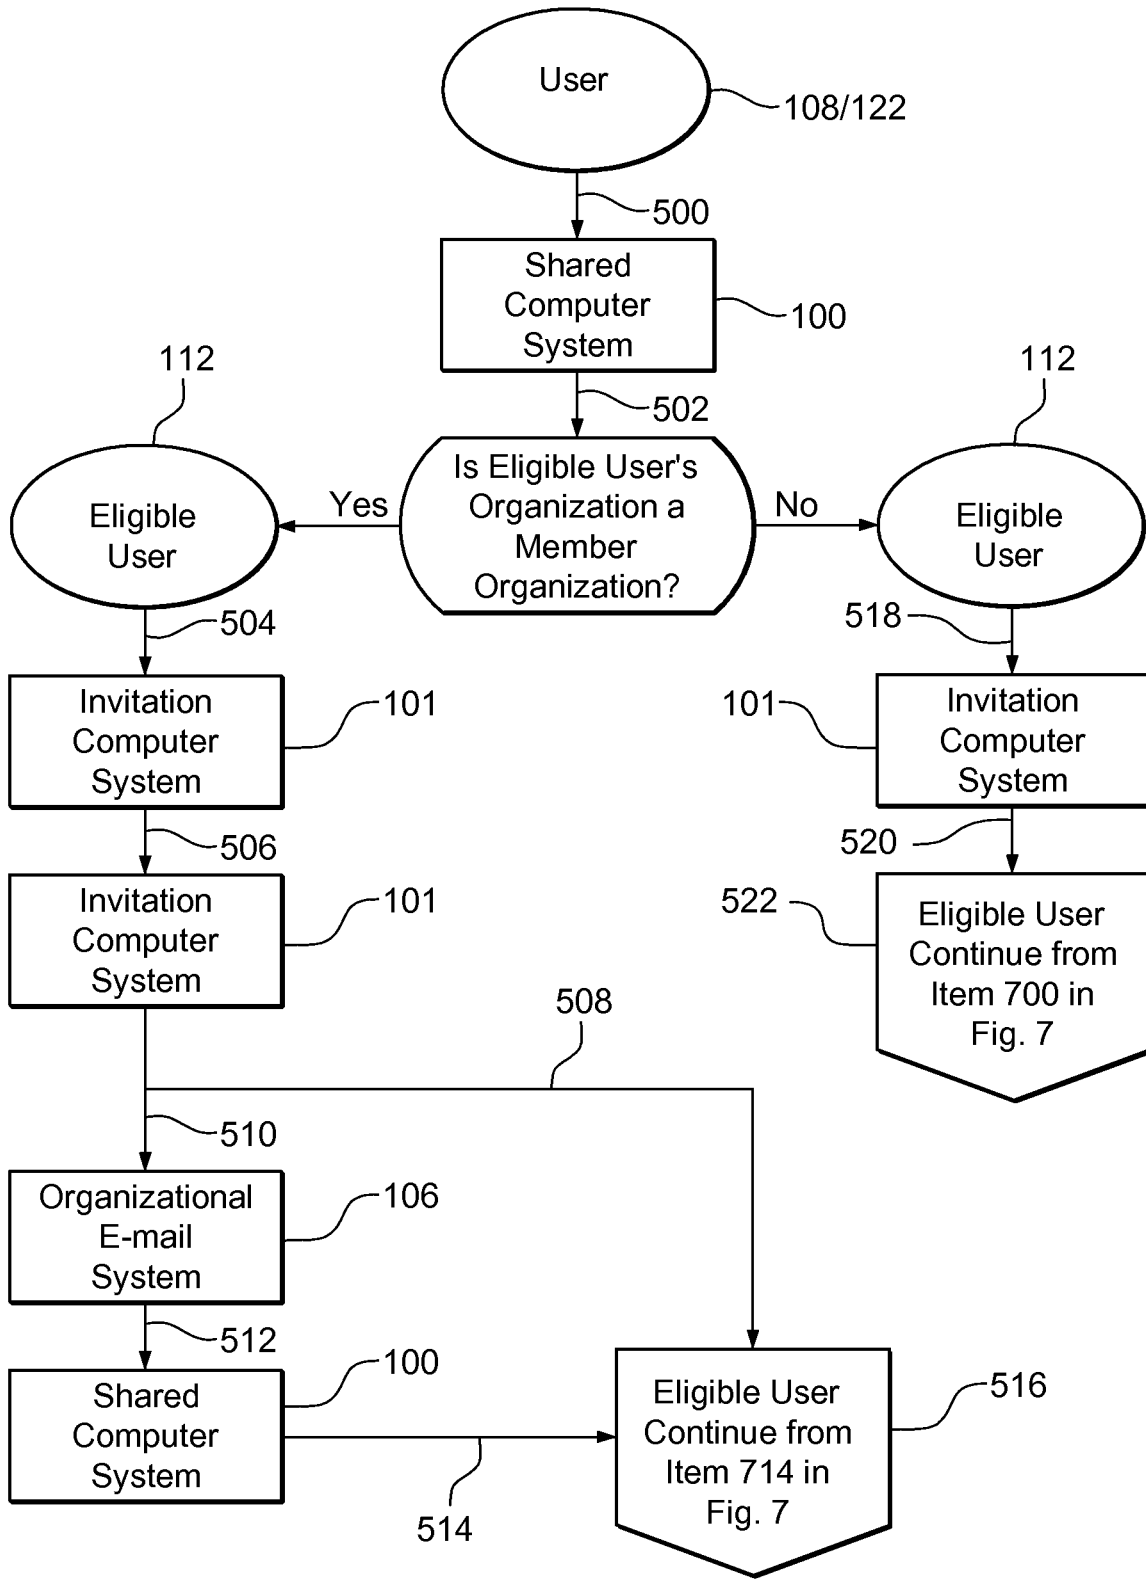 User
108/122
500
Shared
Computer
System
100
502
112
112
Is Eligible User's
Organization a
Member
Organization?
Yes
No
Eligible
User
Eligible
User
504
518
Invitation
Computer
System
101
101
Invitation
Computer
System
506
520
Invitation
Computer
System
101
522
Eligible User
Continue from
Item 700 in
Fig. 7
508
510
Organizational
E-mail
System
106
512
Shared
Computer
System
100
514
Eligible User
Continue from
Item 714 in
Fig. 7
516